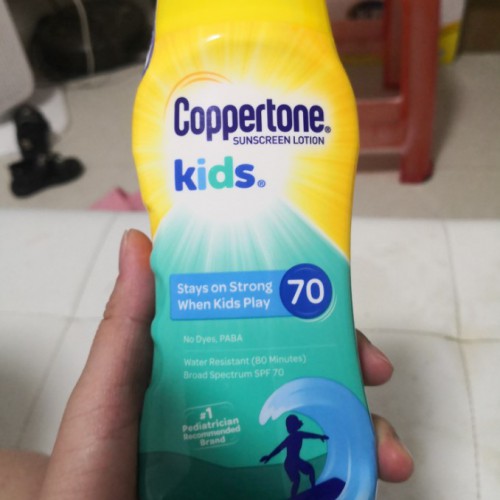 Coppertone®
SUNSCREEN LOTION
kids®
Stays on Strong
When Kids Play
70
No Dyes, PABA
Water Resistant (80 Minutes)
Broad Spectrum SPF 70
#1
Pediatrician
Recommended
Brand